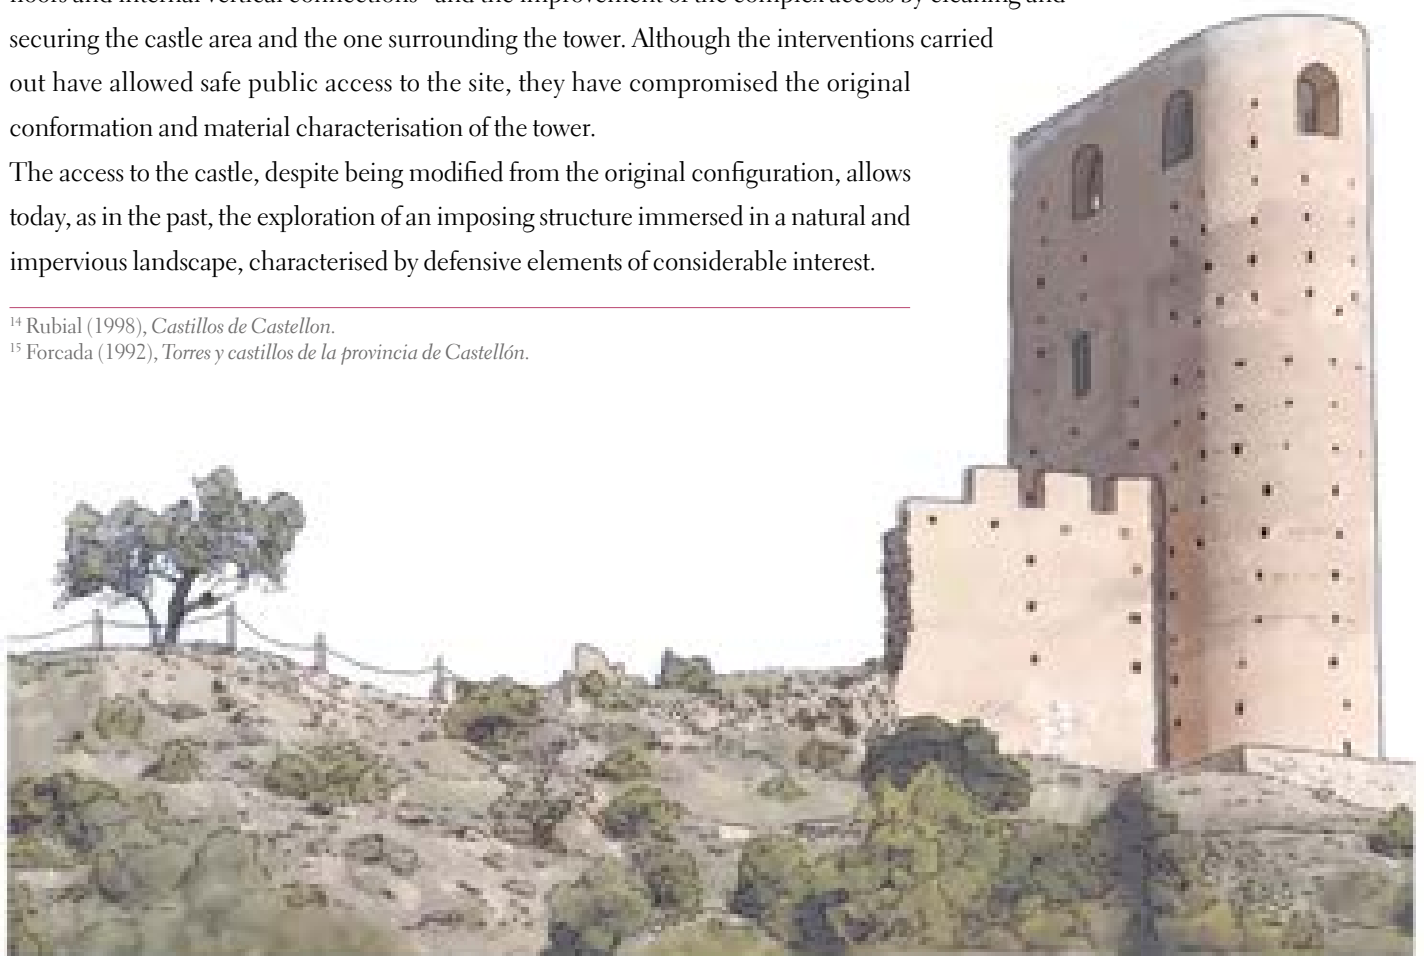 securing the castle area and the one surrounding the tower. Although the interventions carried
out have allowed safe public access to the site, they have compromised the original
conformation and material characterisation of the tower.
The access to the castle, despite being modified from the original configuration, allows
today, as in the past, the exploration of an imposing structure immersed in a natural and
impervious landscape, characterised by defensive elements of considerable interest.
14 Rubial (1998), Castillos de Castellon.
15 Forcada (1992), Torres y castillos de la provincia de Castellón.